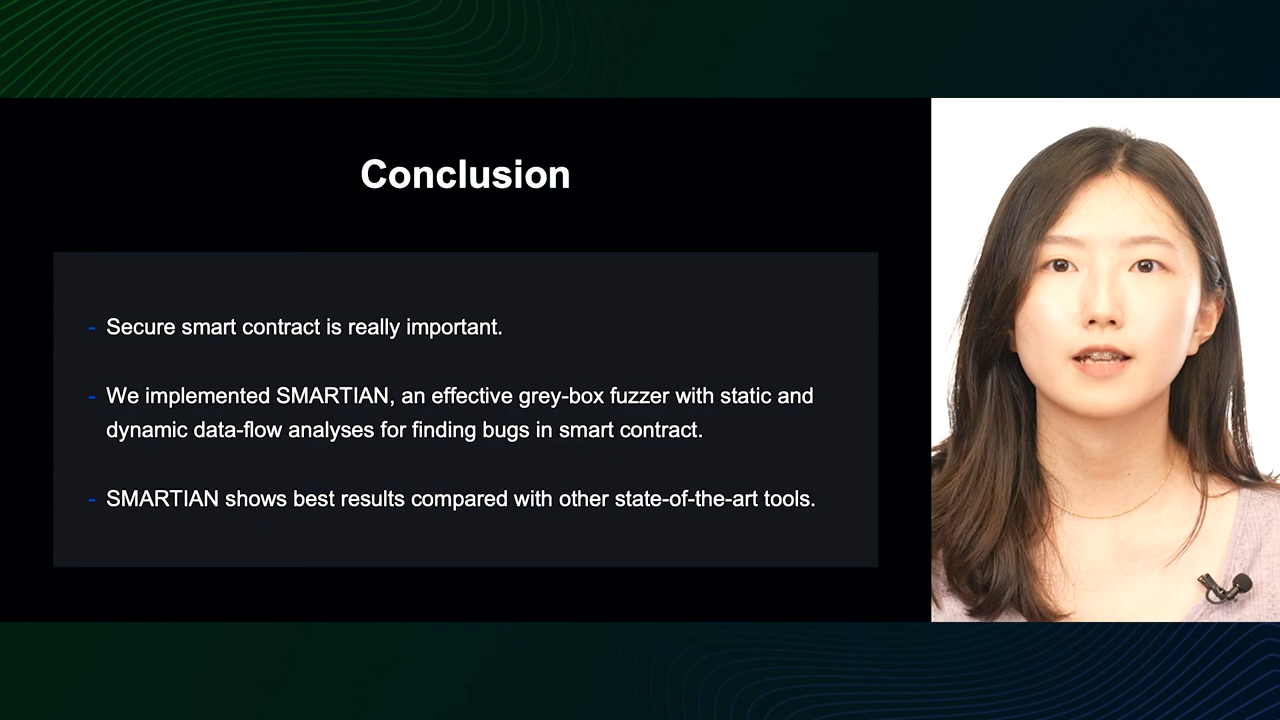 Conclusion
- Secure smart contract is really important.
- We implemented SMARTIAN, an effective grey-box fuzzer with static and
dynamic data-flow analyses for finding bugs in smart contract.
- SMARTIAN shows best results compared with other state-of-the-art tools.